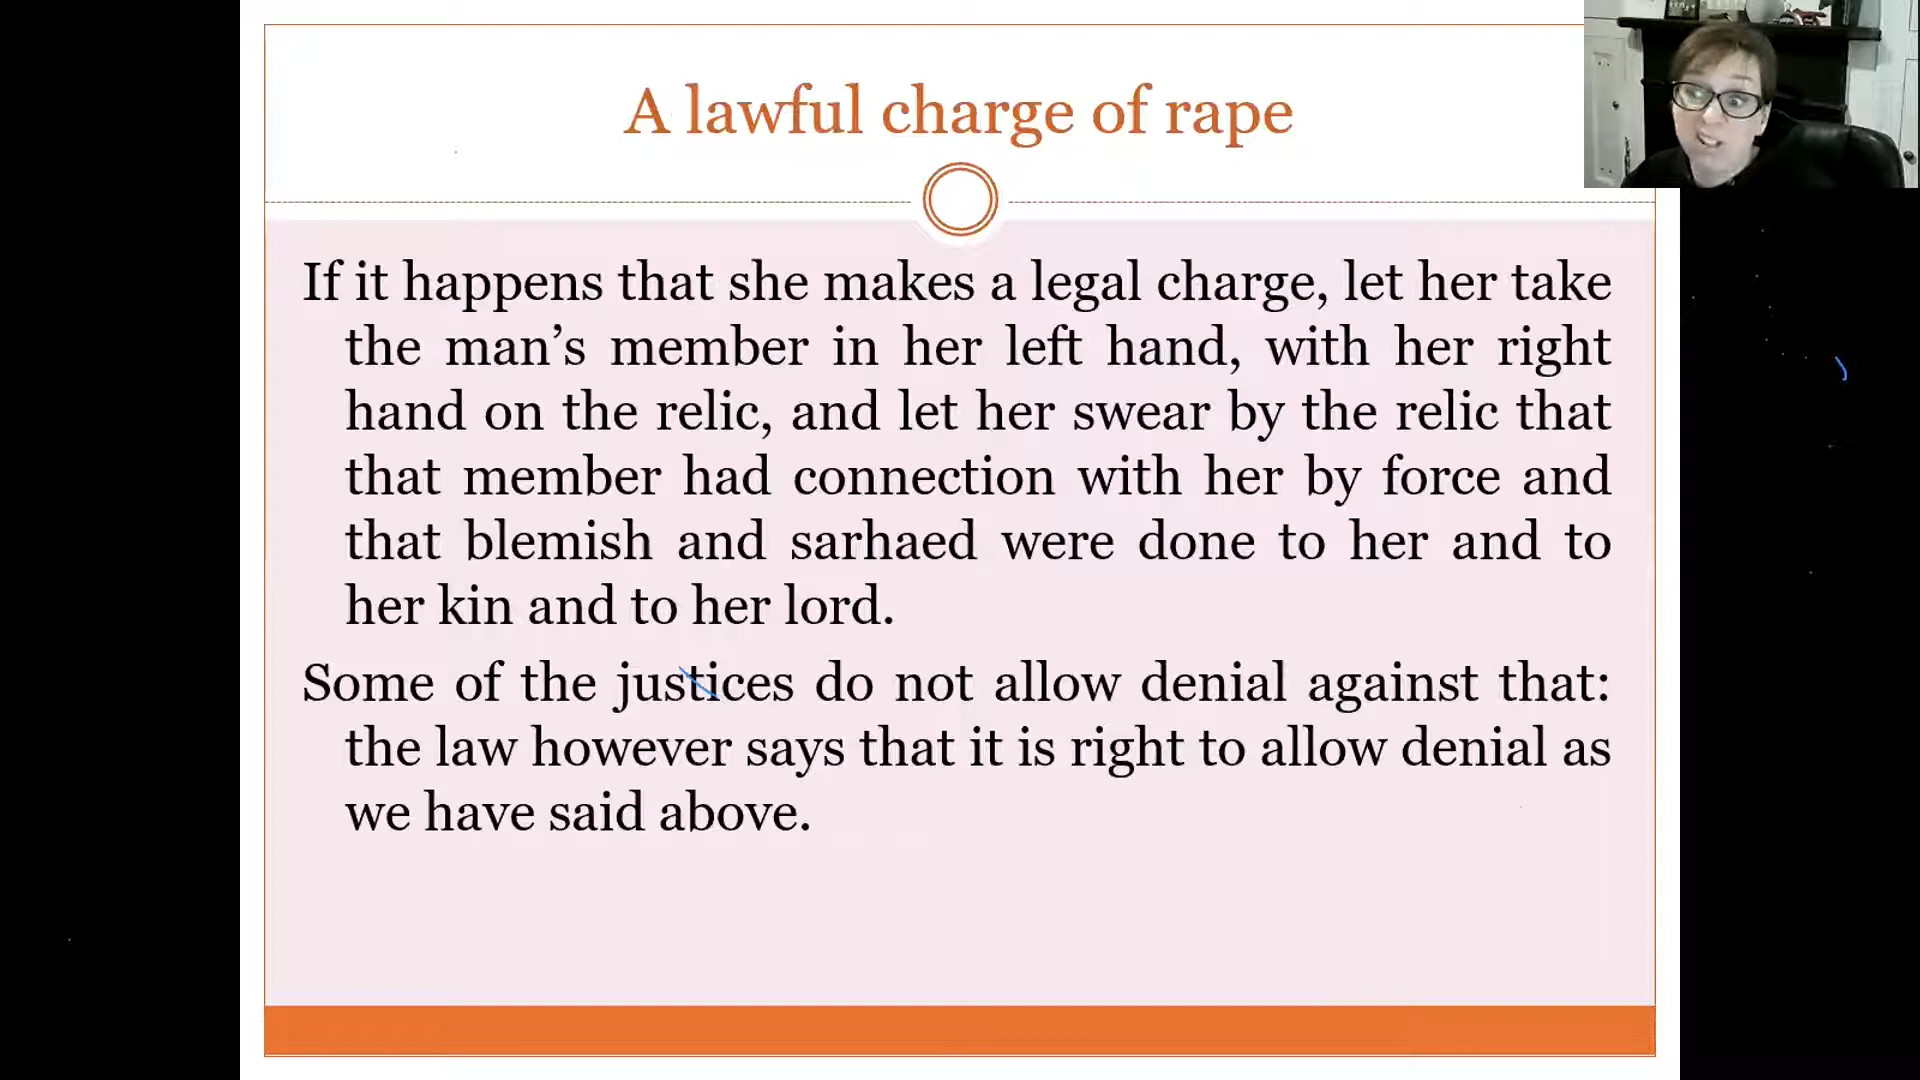 A lawful charge of rape
If it happens that she makes a legal charge, let her take
the man’s member in her left hand, with her right
hand on the relic, and let her swear by the relic that
that member had connection with her by force and
that blemish and sarhaed were done to her and to
her kin and to her lord.
Some of the justices do not allow denial against that:
the law however says that it is right to allow denial as
we have said above.